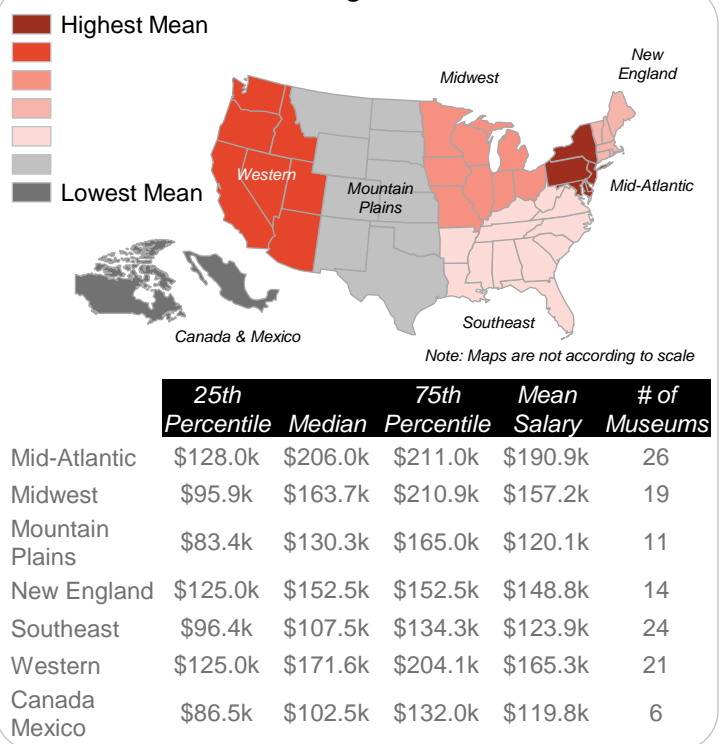 Highest Mean
Lowest Mean
New
England
Midwest
Western
Mountain
Plains
Mid-Atlantic
Southeast
Canada & Mexico
Note: Maps are not according to scale
25th Percentile Median 75th Percentile Mean Salary # of Museums
Mid-Atlantic $128.0k $206.0k $211.0k $190.9k 26
Midwest $95.9k $163.7k $210.9k $157.2k 19
Mountain Plains $83.4k $130.3k $165.0k $120.1k 11
New England $125.0k $152.5k $152.5k $148.8k 14
Southeast $96.4k $107.5k $134.3k $123.9k 24
Western $125.0k $171.6k $204.1k $165.3k 21
Canada Mexico $86.5k $102.5k $132.0k $119.8k 6